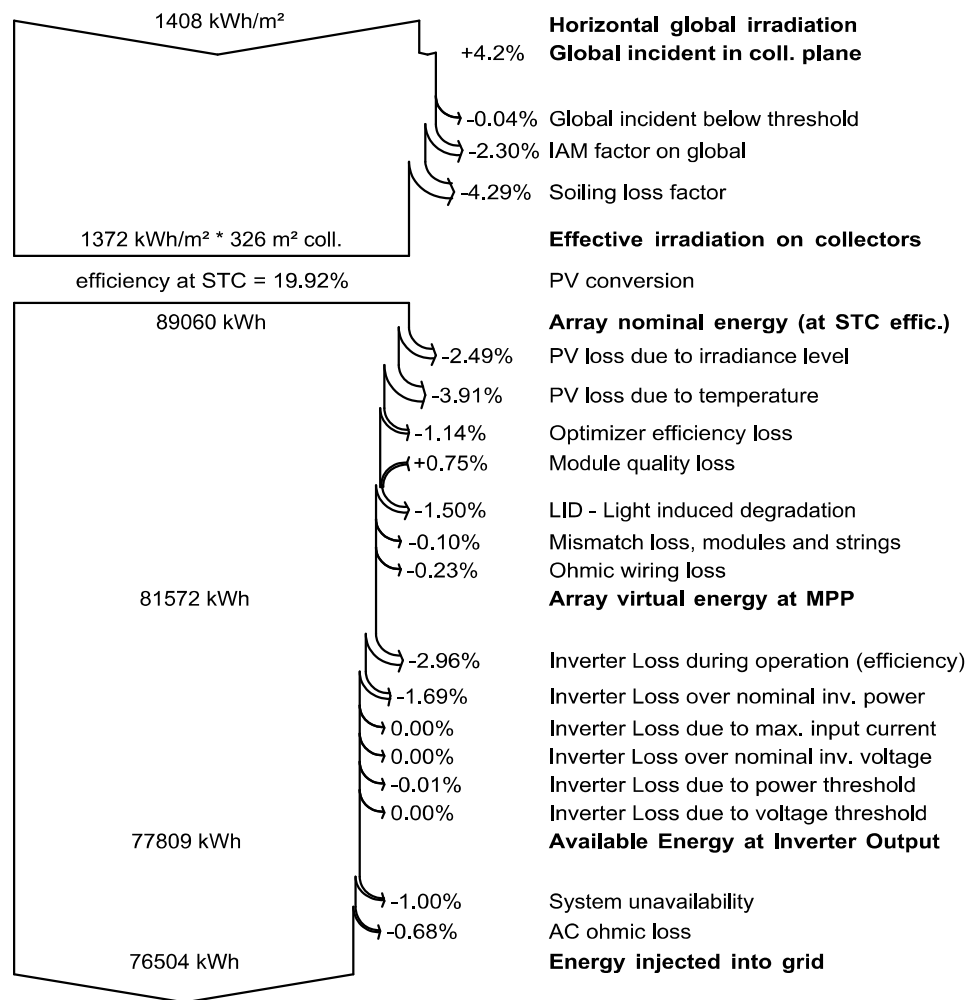 1408 kWh/m² Horizontal global irradiation
+4.2% Global incident in coll. plane
-0.04% Global incident below threshold
-2.30% IAM factor on global
-4.29% Soiling loss factor
1372 kWh/m² * 326 m² coll. Effective irradiation on collectors
efficiency at STC = 19.92% PV conversion
89060 kWh Array nominal energy (at STC effic.)
-2.49% PV loss due to irradiance level
-3.91% PV loss due to temperature
-1.14% Optimizer efficiency loss
+0.75% Module quality loss
-1.50% LID - Light induced degradation
-0.10% Mismatch loss, modules and strings
-0.23% Ohmic wiring loss
81572 kWh Array virtual energy at MPP
-2.96% Inverter Loss during operation (efficiency)
-1.69% Inverter Loss over nominal inv. power
0.00% Inverter Loss due to max. input current
0.00% Inverter Loss over nominal inv. voltage
-0.01% Inverter Loss due to power threshold
0.00% Inverter Loss due to voltage threshold
77809 kWh Available Energy at Inverter Output
-1.00% System unavailability
-0.68% AC ohmic loss
76504 kWh Energy injected into grid